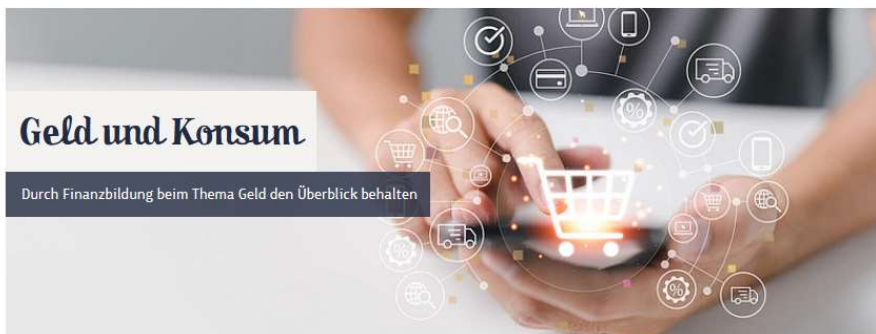 Geld und Konsum
Durch Finanzbildung beim Thema Geld den Überblick behalten